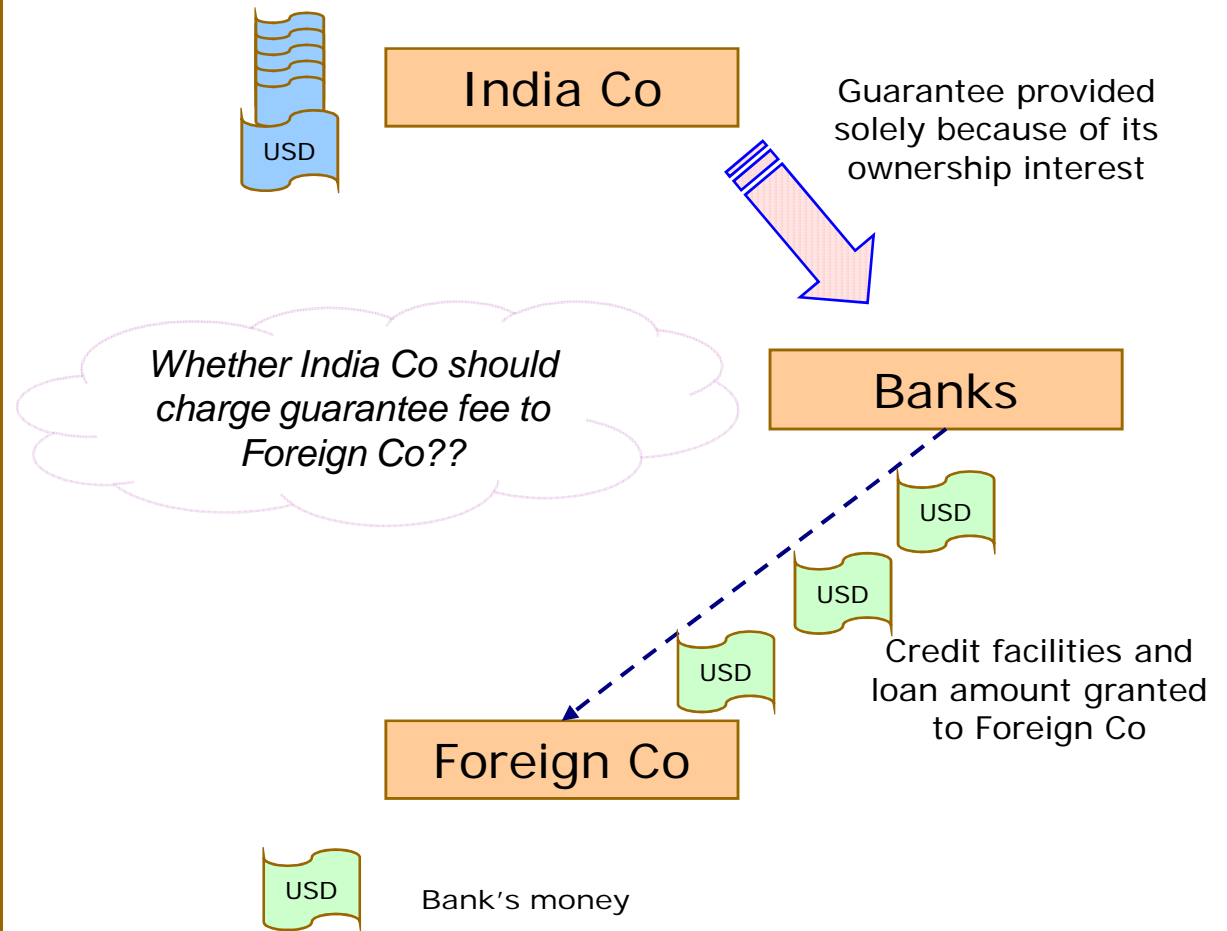 India Co
USD
Guarantee provided
solely because of its
ownership interest
Whether India Co should
charge guarantee fee to
Foreign Co??
Banks
USD
USD
USD
Credit facilities and
loan amount granted
to Foreign Co
Foreign Co
USD
Bank's money